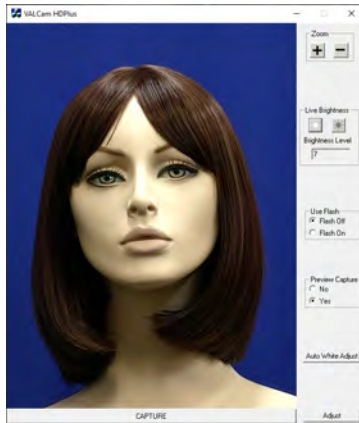 VALCam HDPlus
Zoom
Live Brightness
Brightness Level
7
Use Flash
Flash Off
Flash On
Preview Capture
No
Yes
Auto White Adjust
CAPTURE
Adjust